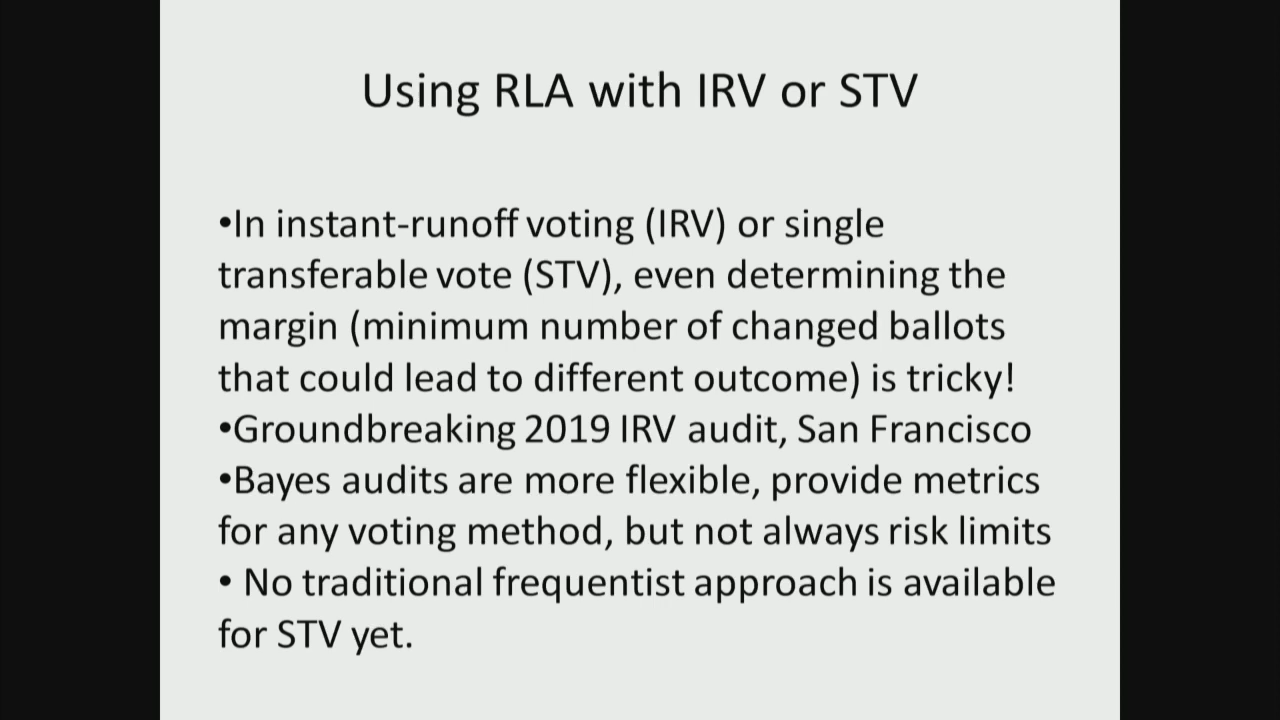 Using RLA with IRV or STV
•In instant-runoff voting (IRV) or single
transferable vote (STV), even determining the
margin (minimum number of changed ballots
that could lead to different outcome) is tricky!
•Groundbreaking 2019 IRV audit, San Francisco
•Bayes audits are more flexible, provide metrics
for any voting method, but not always risk limits
• No traditional frequentist approach is available
for STV yet.